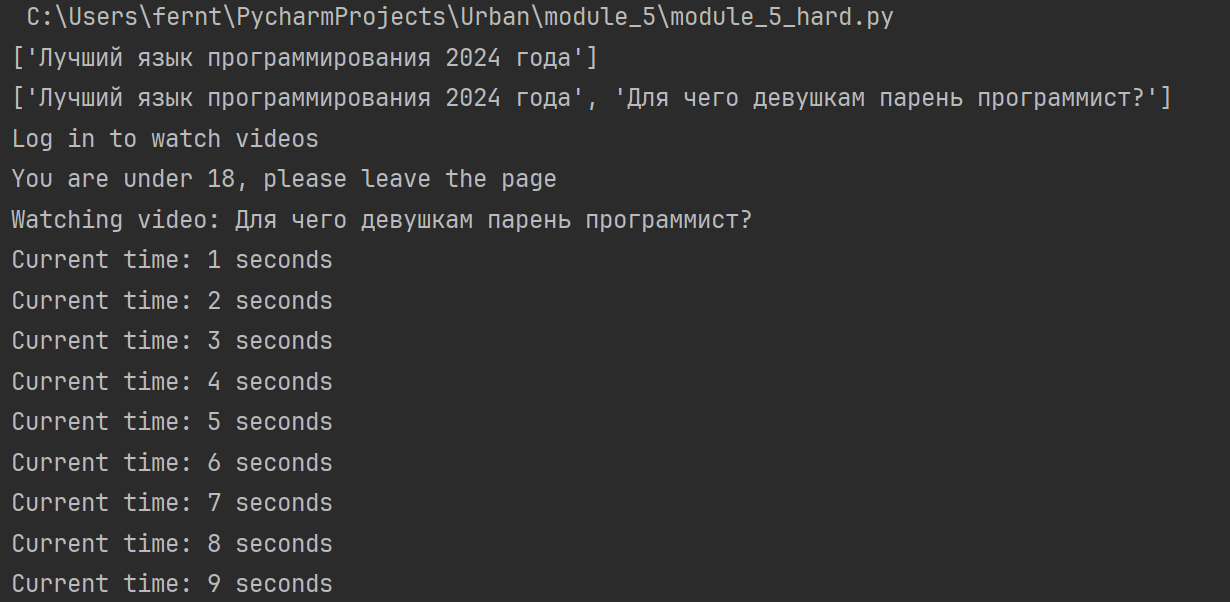 C:\Users\fernt\PycharmProjects\Urban\module_5\module_5_hard.py
['Лучший язык программирования 2024 года']
['Лучший язык программирования 2024 года', 'Для чего девушкам парень программист?']
Log in to watch videos
You are under 18, please leave the page
Watching video: Для чего девушкам парень программист?
Current time: 1 seconds
Current time: 2 seconds
Current time: 3 seconds
Current time: 4 seconds
Current time: 5 seconds
Current time: 6 seconds
Current time: 7 seconds
Current time: 8 seconds
Current time: 9 seconds